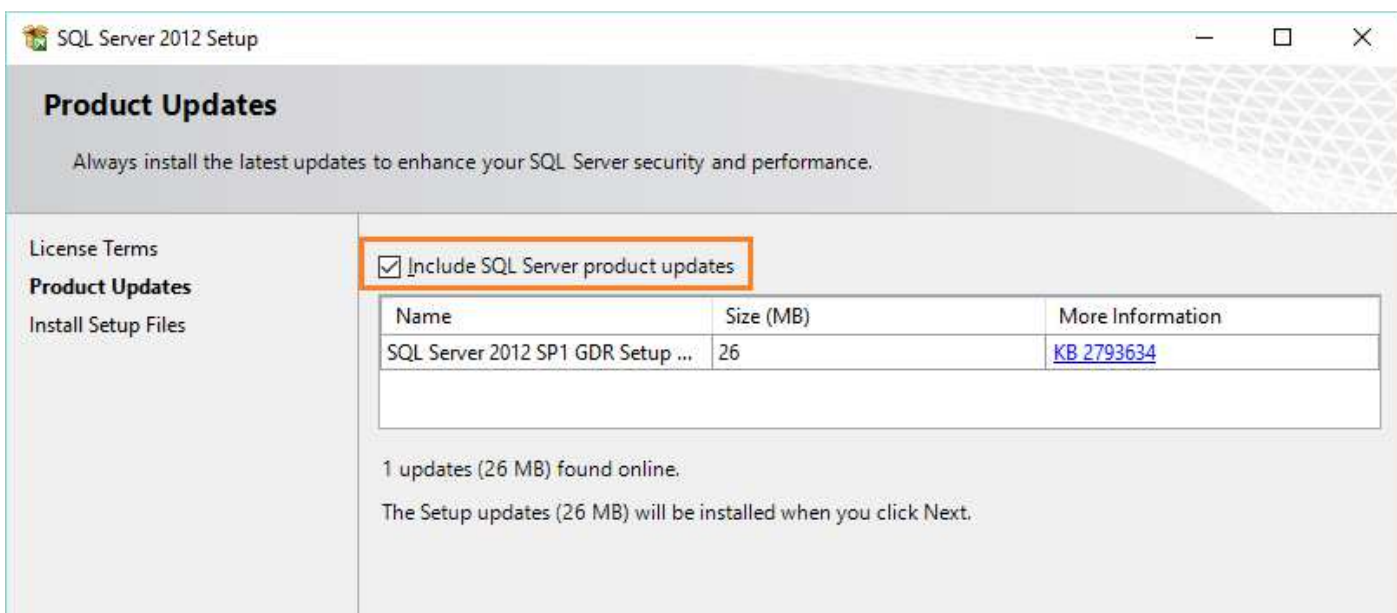 SQL Server 2012 Setup
Product Updates
Always install the latest updates to enhance your SQL Server security and performance.
License Terms
Product Updates
Install Setup Files
Include SQL Server product updates
Name Size (MB) More Information
SQL Server 2012 SP1 GDR Setup ... 26 KB 2793634
1 updates (26 MB) found online.
The Setup updates (26 MB) will be installed when you click Next.